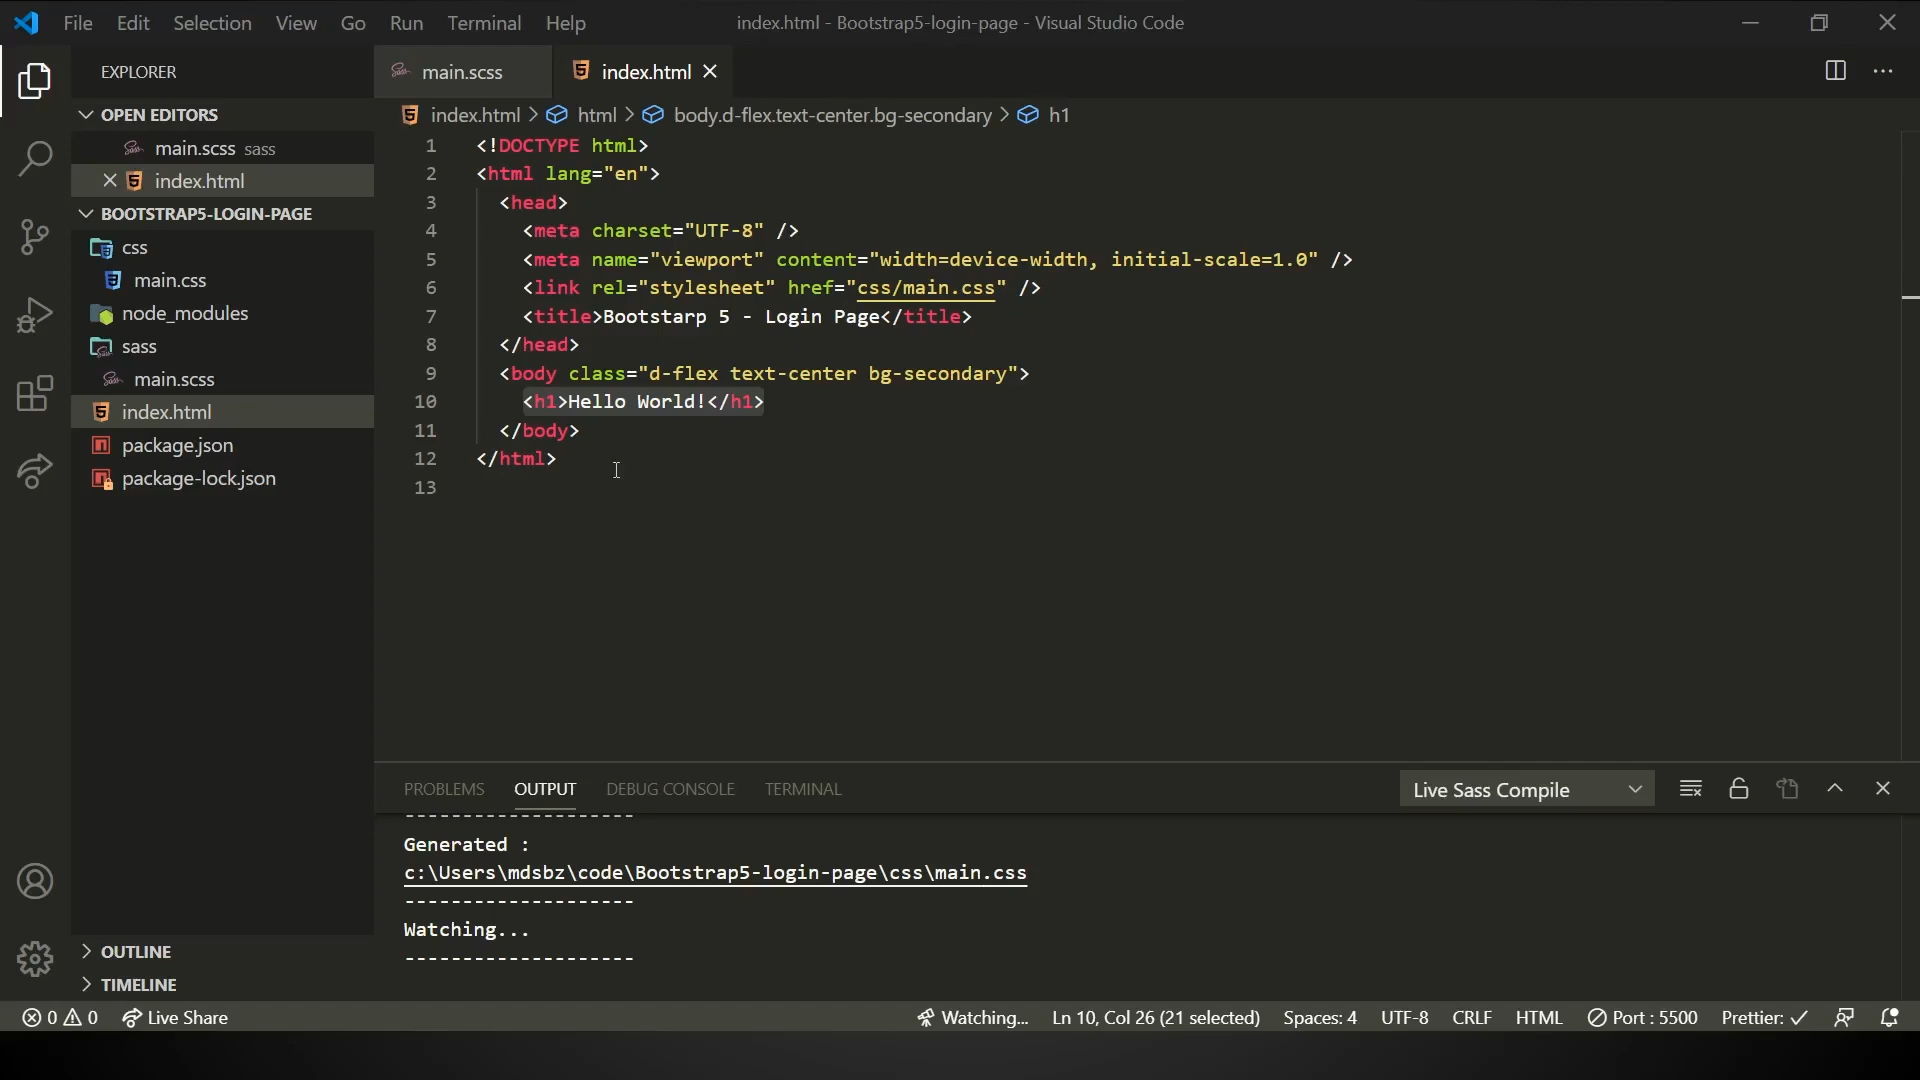 File Edit Selection View Go Run Terminal Help index.html - Bootstrap5-login-page - Visual Studio Code
EXPLORER
OPEN EDITORS
main.scss sass
index.html
BOOTSTRAP5-LOGIN-PAGE
css
main.css
node_modules
sass
main.scss
index.html
package.json
package-lock.json
OUTLINE
TIMELINE
main.scss index.html
index.html > html > body.d-flex.text-center.bg-secondary > h1
1 <!DOCTYPE html>
2 <html lang="en">
3 <head>
4 <meta charset="UTF-8" />
5 <meta name="viewport" content="width=device-width, initial-scale=1.0" />
6 <link rel="stylesheet" href="css/main.css" />
7 <title>Bootstarp 5 - Login Page</title>
8 </head>
9 <body class="d-flex text-center bg-secondary">
10 <h1>Hello World!</h1>
11 </body>
12 </html>
13
PROBLEMS OUTPUT DEBUG CONSOLE TERMINAL Live Sass Compile
--------------------
Generated :
c:\Users\mdsbz\code\Bootstrap5-login-page\css\main.css
--------------------
Watching...
--------------------
0 0 Live Share Watching... Ln 10, Col 26 (21 selected) Spaces: 4 UTF-8 CRLF HTML Port : 5500 Prettier: ✓